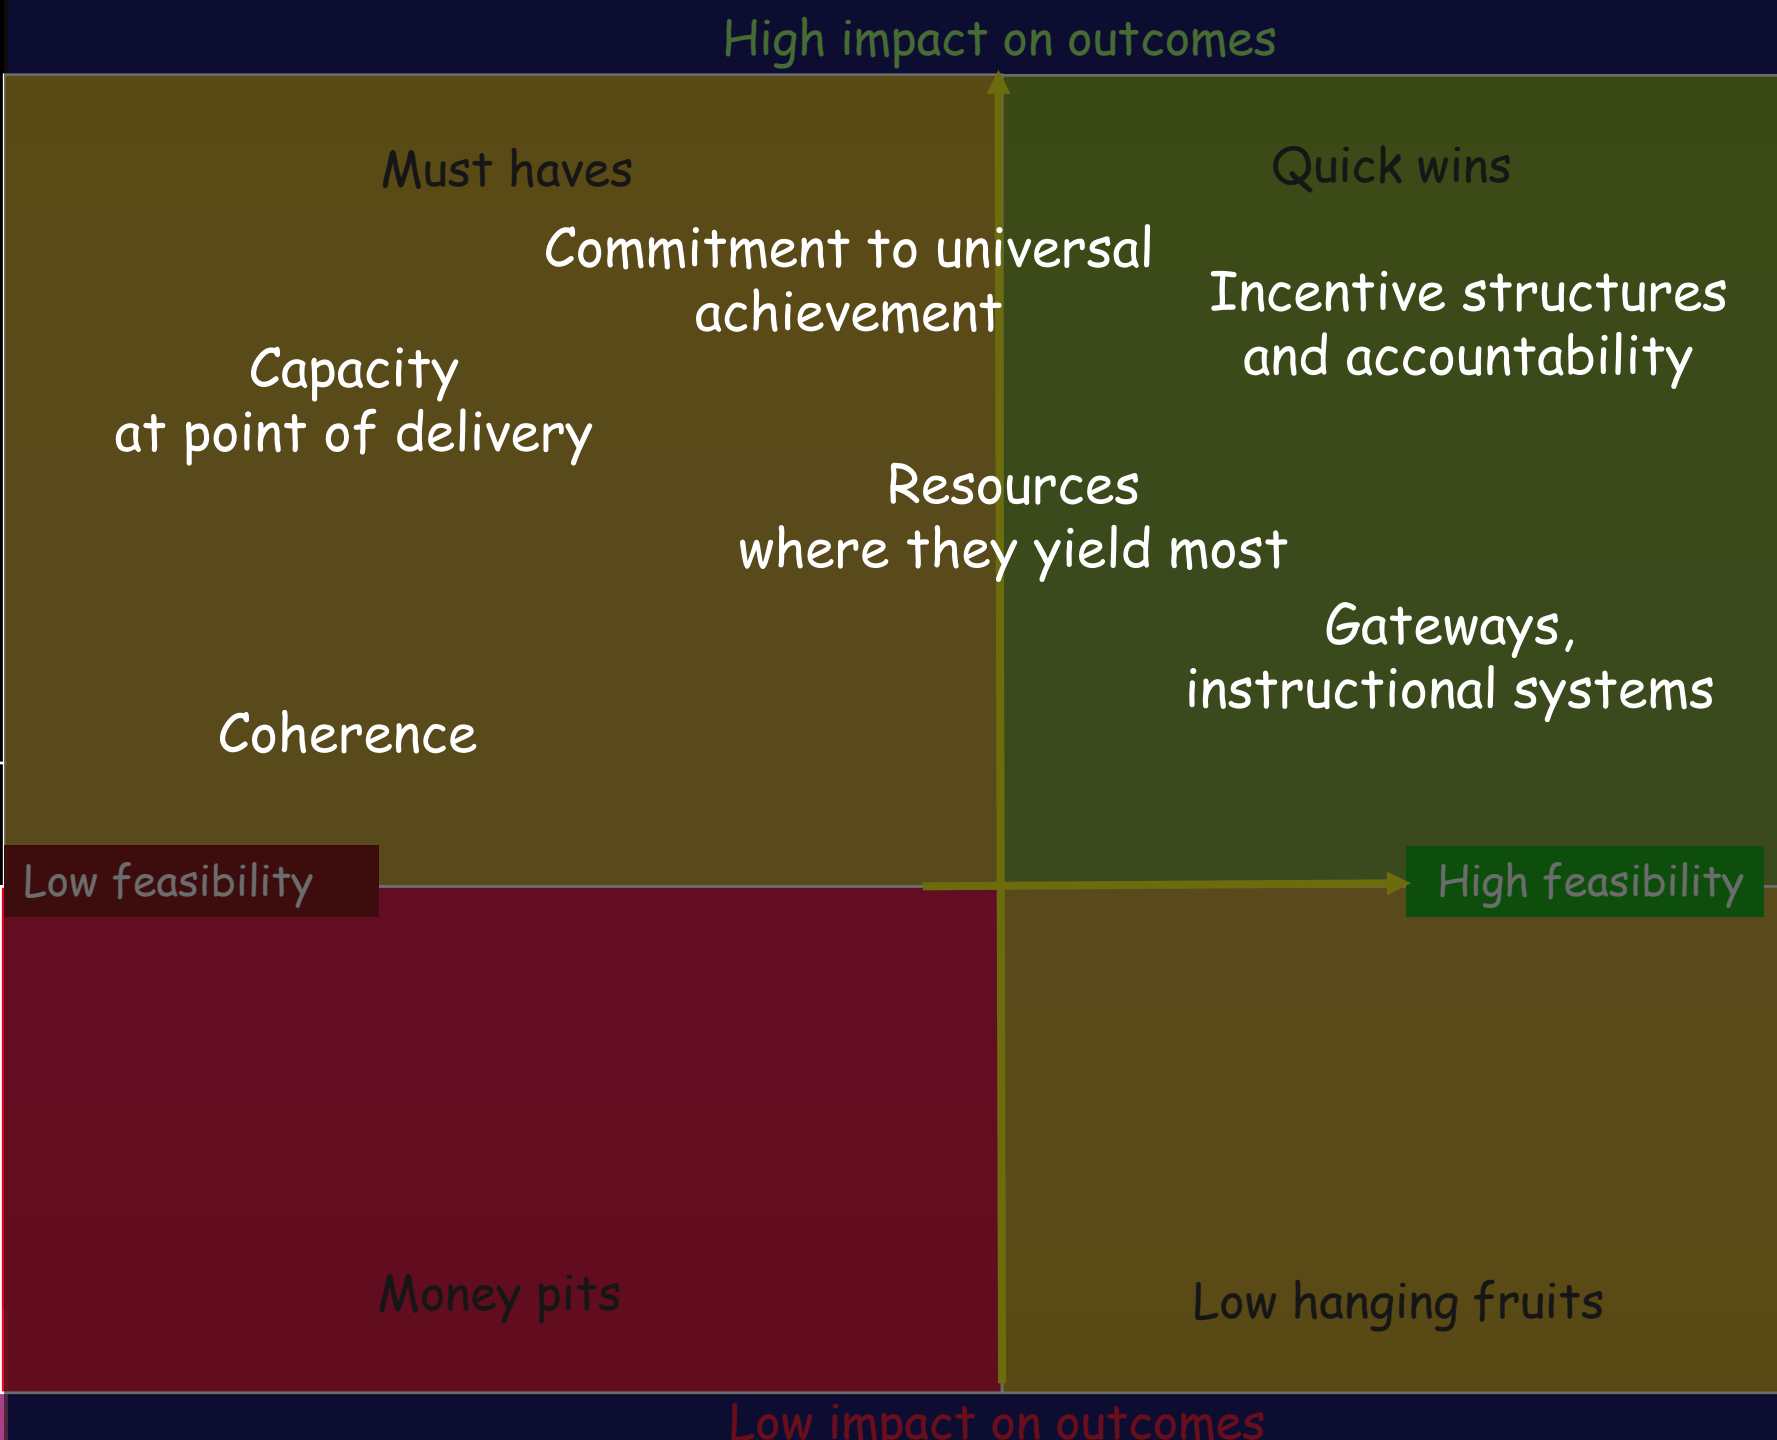 High impact on outcomes
Must haves
Quick wins
Commitment to universal
achievement
Incentive structures
and accountability
Capacity
at point of delivery
Resources
where they yield most
Gateways,
instructional systems
Coherence
Low feasibility
High feasibility
Money pits
Low hanging fruits
Low impact on outcomes